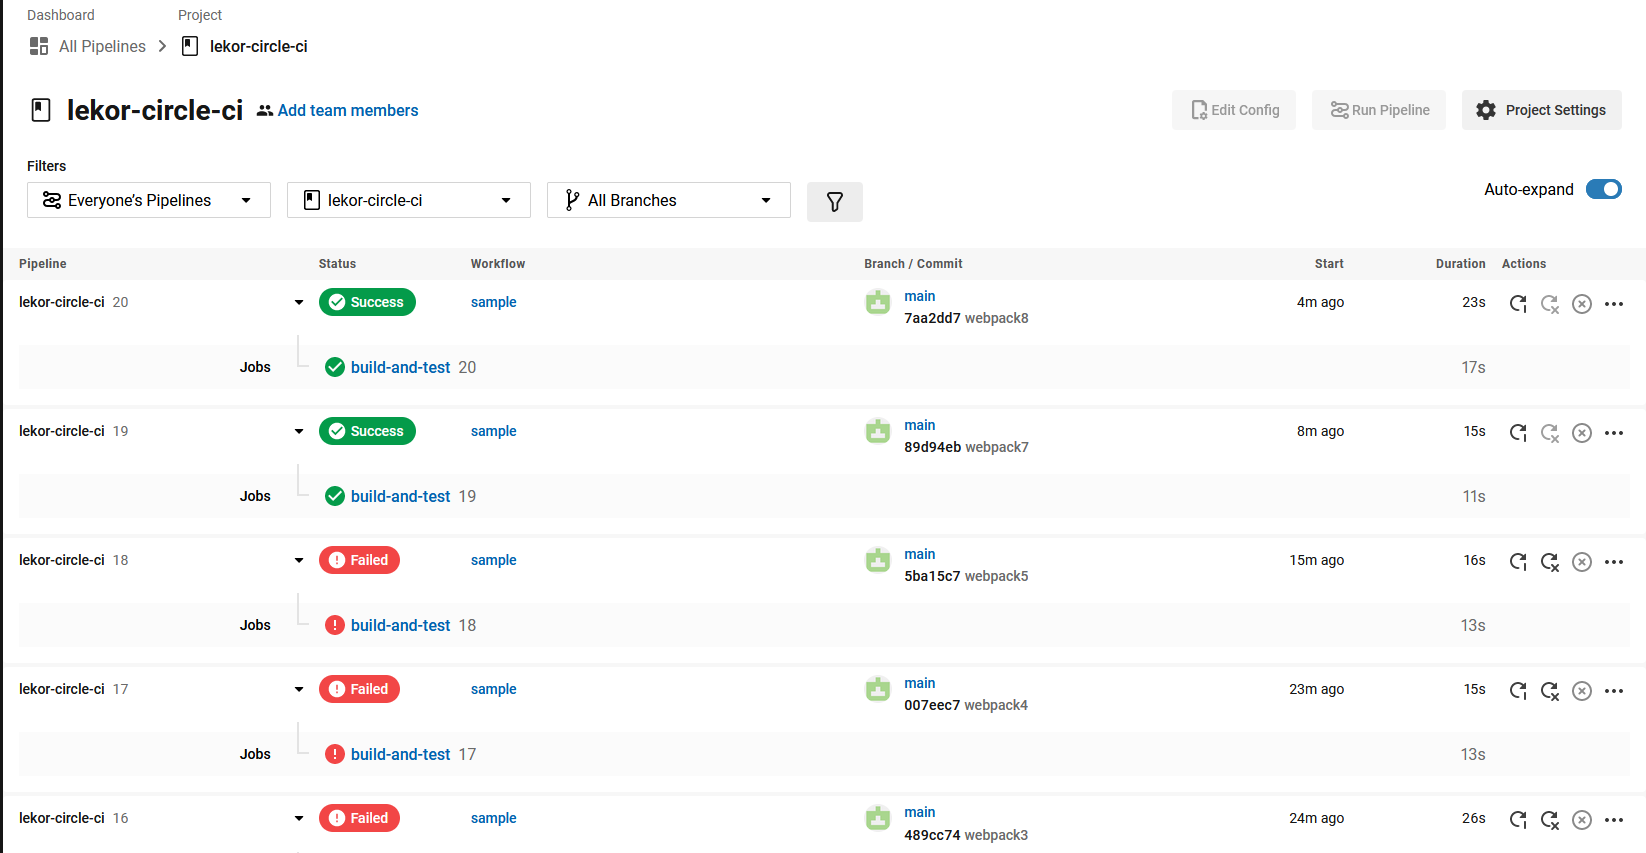 Dashboard Project
All Pipelines lekor-circle-ci
lekor-circle-ci Add team members Edit Config Run Pipeline Project Settings
Filters
Everyone's Pipelines lekor-circle-ci All Branches Auto-expand
Pipeline Status Workflow Branch / Commit Start Duration Actions
lekor-circle-ci 20 Success sample main 4m ago 23s
7aa2dd7 webpack8
Jobs build-and-test 20 17s
lekor-circle-ci 19 Success sample main 8m ago 15s
89d94eb webpack7
Jobs build-and-test 19 11s
lekor-circle-ci 18 Failed sample main 15m ago 16s
5ba15c7 webpack5
Jobs build-and-test 18 13s
lekor-circle-ci 17 Failed sample main 23m ago 15s
007eec7 webpack4
Jobs build-and-test 17 13s
lekor-circle-ci 16 Failed sample main 24m ago 26s
489cc74 webpack3